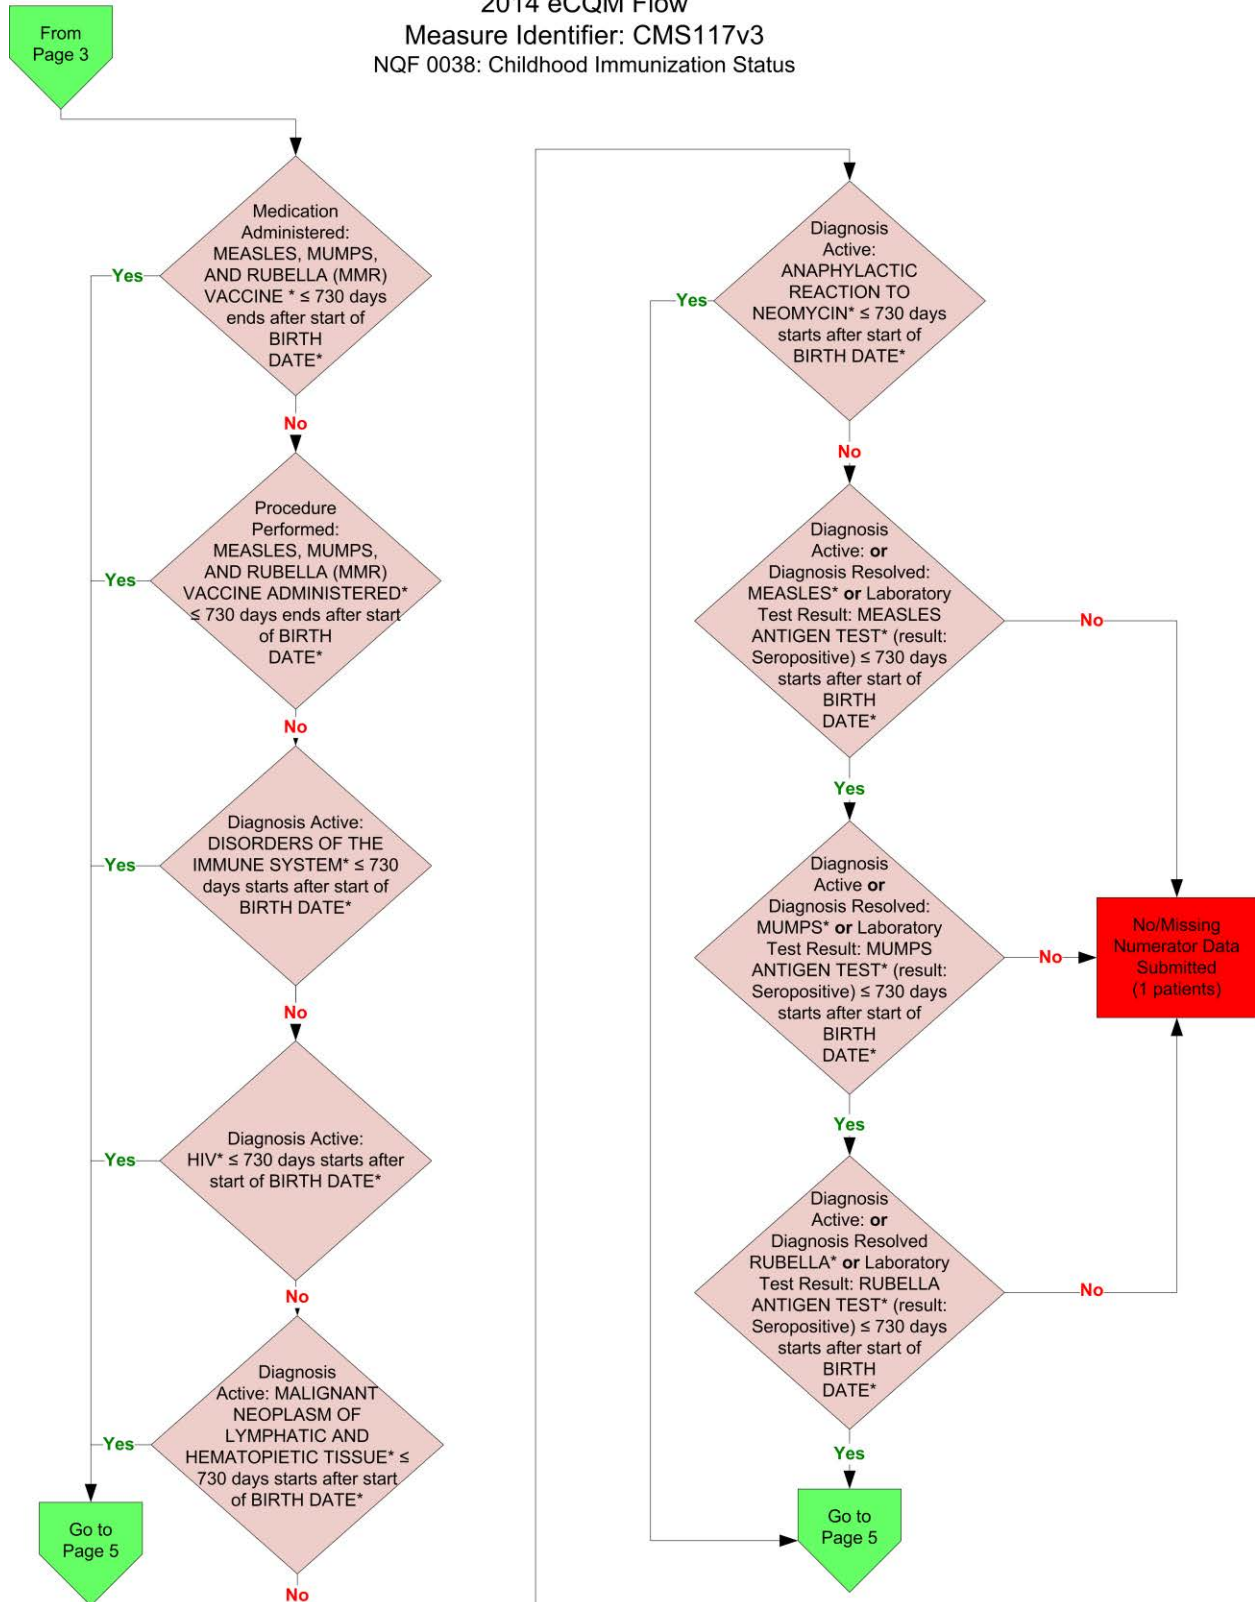 2014 eCQM Flow
Measure Identifier: CMS117v3
NQF 0038: Childhood Immunization Status
From
Page 3
Medication
Administered:
MEASLES, MUMPS,
AND RUBELLA (MMR)
VACCINE * ≤ 730 days
ends after start of
BIRTH
DATE*
Yes
No
Procedure
Performed:
MEASLES, MUMPS,
AND RUBELLA (MMR)
VACCINE ADMINISTERED*
≤ 730 days ends after start
of BIRTH
DATE*
Yes
No
Diagnosis Active:
DISORDERS OF THE
IMMUNE SYSTEM* ≤ 730
days starts after start of
BIRTH DATE*
Yes
No
Diagnosis Active:
HIV* ≤ 730 days starts after
start of BIRTH DATE*
Yes
No
Diagnosis
Active: MALIGNANT
NEOPLASM OF
LYMPHATIC AND
HEMATOPIETIC TISSUE* ≤
730 days starts after start
of BIRTH DATE*
Yes
No
Go to
Page 5
Diagnosis
Active:
ANAPHYLACTIC
REACTION TO
NEOMYCIN* ≤ 730 days
starts after start of
BIRTH DATE*
Yes
No
Diagnosis
Active: or
Diagnosis Resolved:
MEASLES* or Laboratory
Test Result: MEASLES
ANTIGEN TEST* (result:
Seropositive) ≤ 730 days
starts after start of
BIRTH
DATE*
No
Yes
Diagnosis
Active or
Diagnosis Resolved:
MUMPS* or Laboratory
Test Result: MUMPS
ANTIGEN TEST* (result:
Seropositive) ≤ 730 days
starts after start of
BIRTH
DATE*
No
Yes
No/Missing
Numerator Data
Submitted
(1 patients)
Diagnosis
Active: or
Diagnosis Resolved
RUBELLA* or Laboratory
Test Result: RUBELLA
ANTIGEN TEST* (result:
Seropositive) ≤ 730 days
starts after start of
BIRTH
DATE*
No
Yes
Go to
Page 5